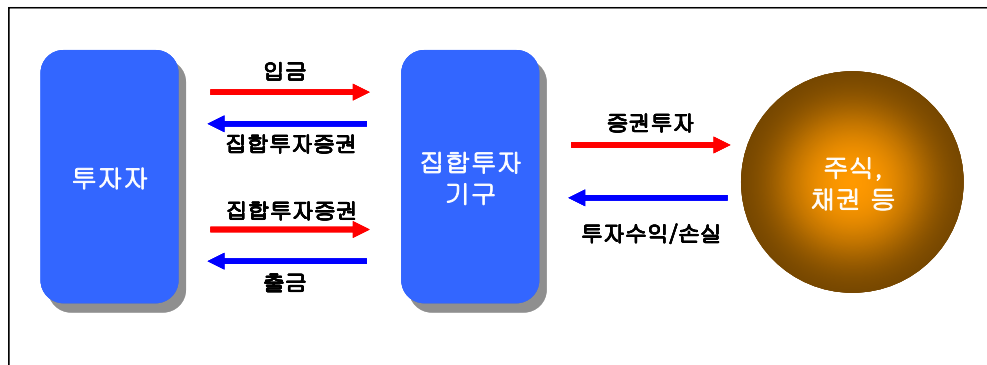 입금
집합투자증권
투자자
집합투자증권
출금
집합투자
기구
증권투자
투자수익/손실
주식,
채권 등